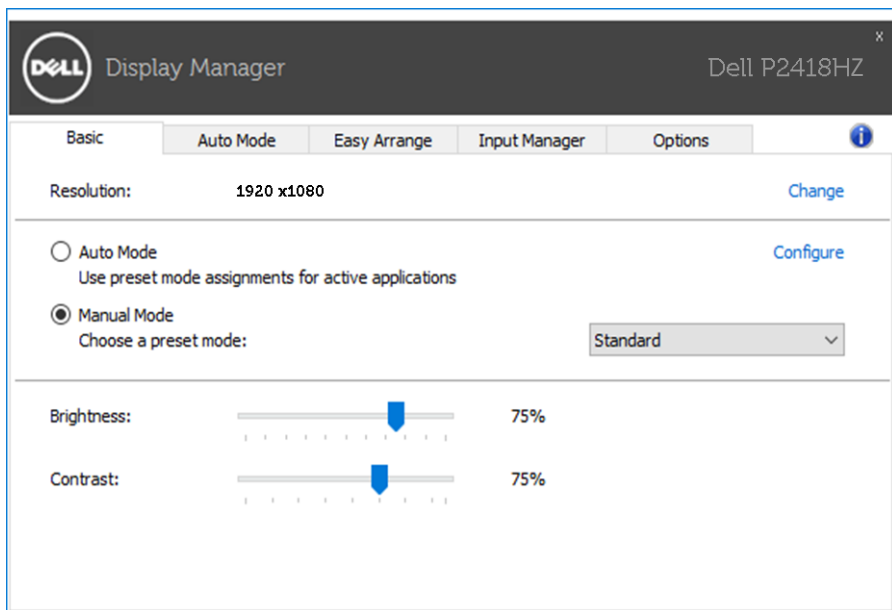 DELL Display Manager Dell P2418HZ x
Basic Auto Mode Easy Arrange Input Manager Options i
Resolution: 1920 x1080 Change
Auto Mode Configure
Use preset mode assignments for active applications
Manual Mode
Choose a preset mode: Standard
Brightness: 75%
Contrast: 75%